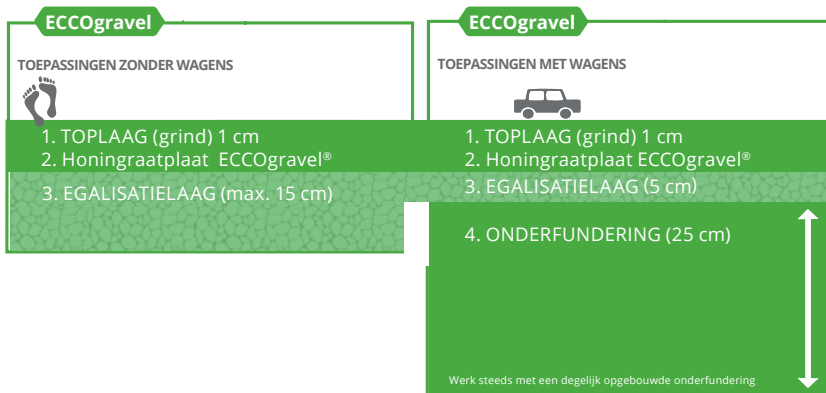 ECCOgravel
TOEPASSINGEN ZONDER WAGENS
1. TOPLAAG (grind) 1 cm
2. Honingraatplaat ECCOgravel®
3. EGALISATIELAAG (max. 15 cm)
ECCOgravel
TOEPASSINGEN MET WAGENS
1. TOPLAAG (grind) 1 cm
2. Honingraatplaat ECCOgravel®
3. EGALISATIELAAG (5 cm)
4. ONDERFUNDERING (25 cm)
Werk steeds met een degelijk opgebouwde onderfundering